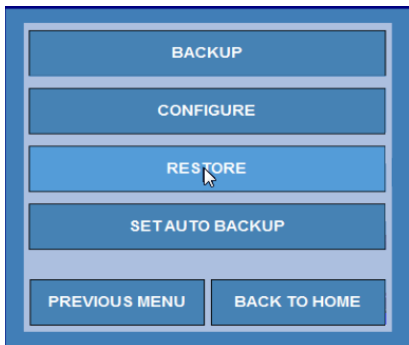 BACKUP
CONFIGURE
RESTORE
SET AUTO BACKUP
PREVIOUS MENU BACK TO HOME